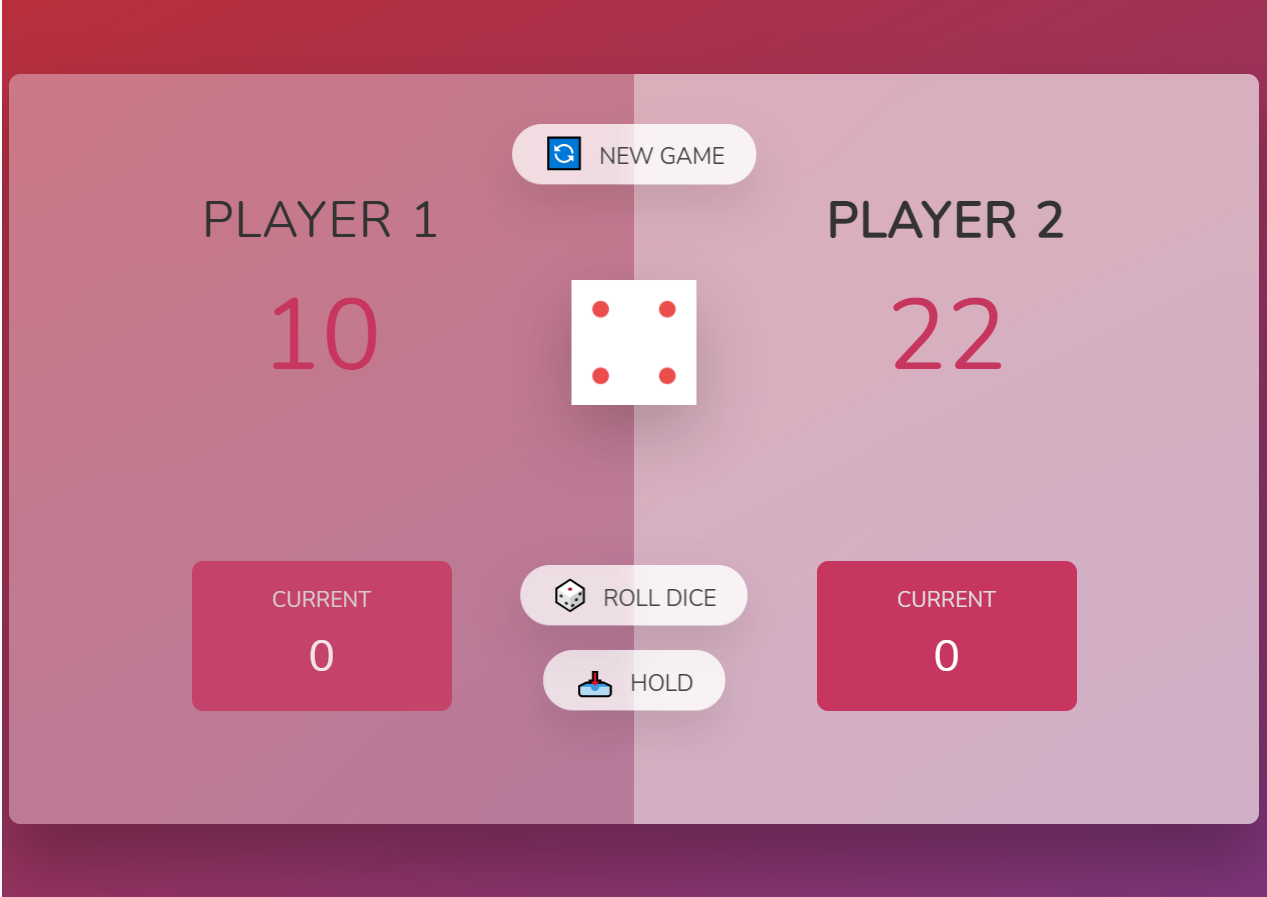 NEW GAME
PLAYER 1
PLAYER 2
10
22
CURRENT
0
ROLL DICE
HOLD
CURRENT
0